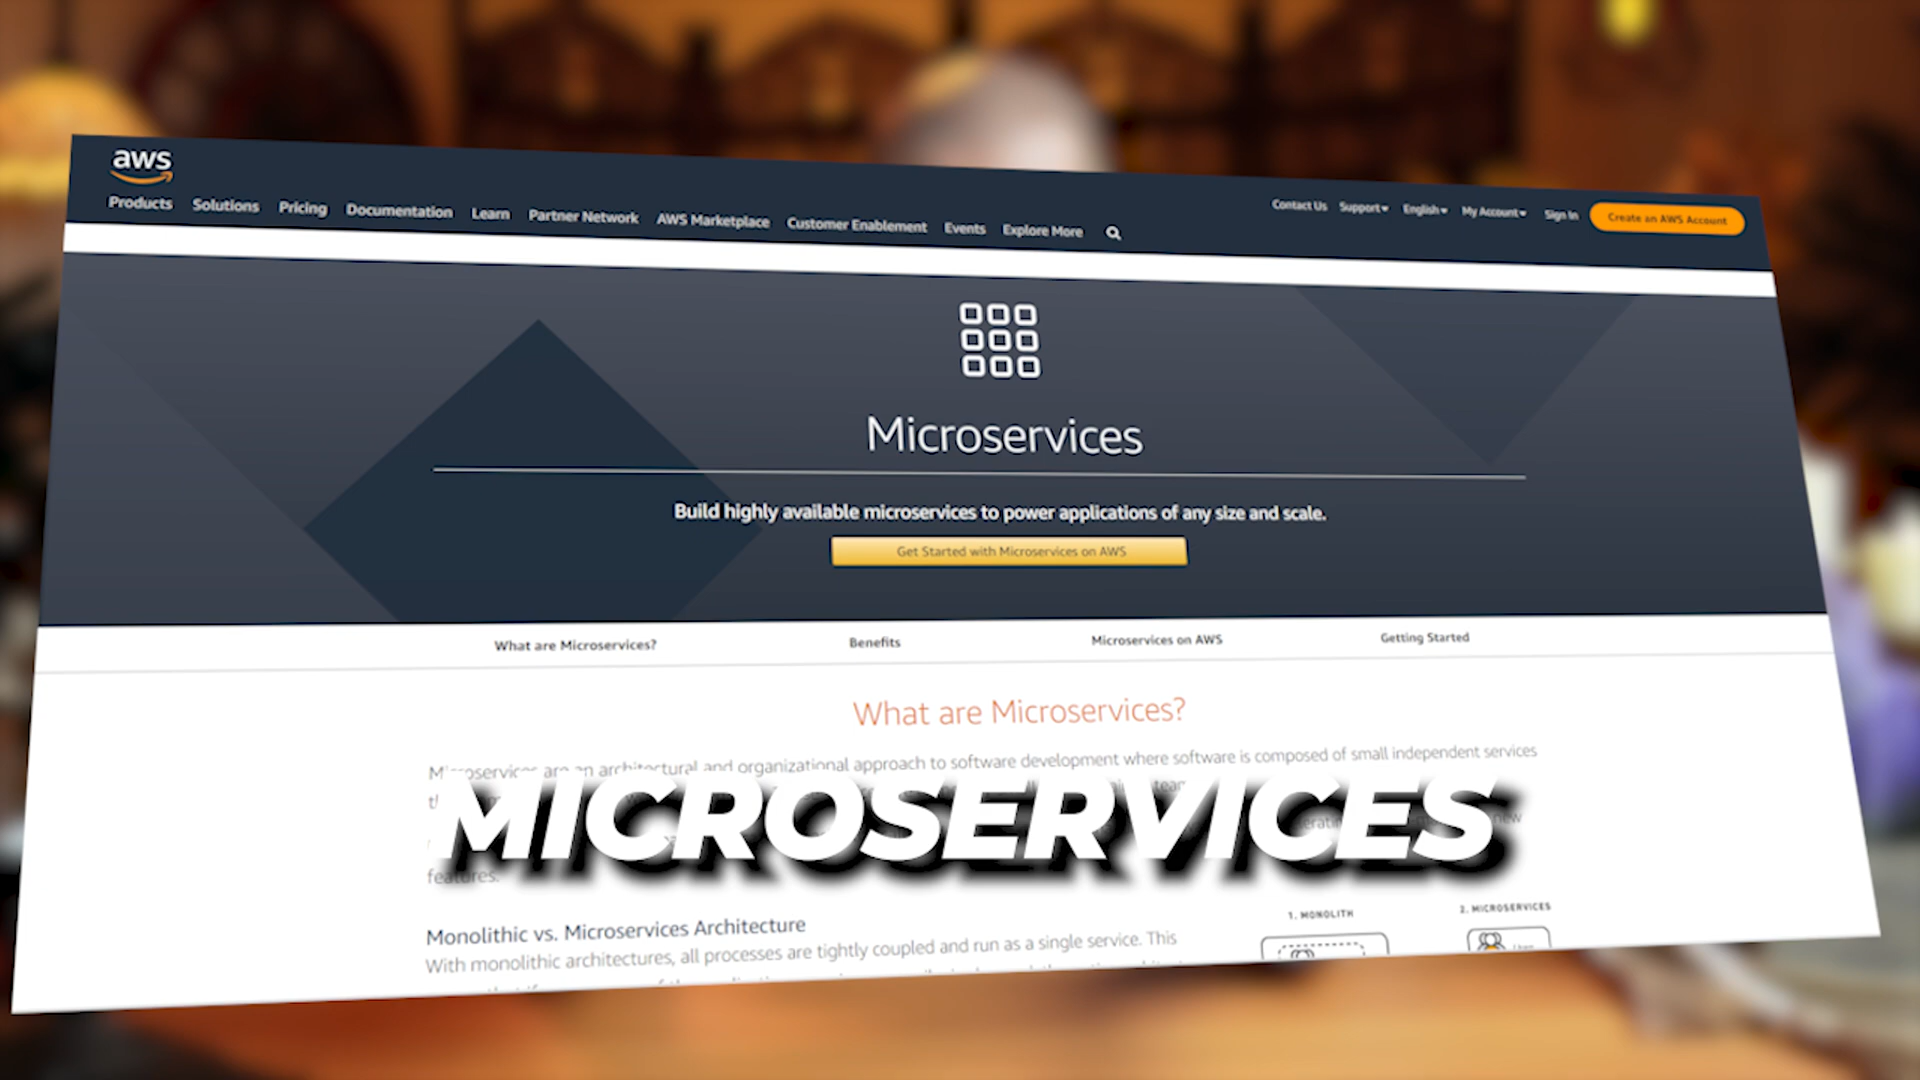 aws
Products Solutions Pricing Documentation Learn Partner Network AWS Marketplace Customer Enablement Events Explore More
Contact Us Support English My Account Sign In Create an AWS Account
Microservices
Build highly available microservices to power applications of any size and scale.
Get Started with Microservices on AWS
What are Microservices? Benefits Microservices on AWS Getting Started
What are Microservices?
Microservices are an architectural and organizational approach to software development where software is composed of small independent services
MICROSERVICES
new
features.
Monolithic vs. Microservices Architecture
With monolithic architectures, all processes are tightly coupled and run as a single service. This
1. MONOLITH
2. MICROSERVICES